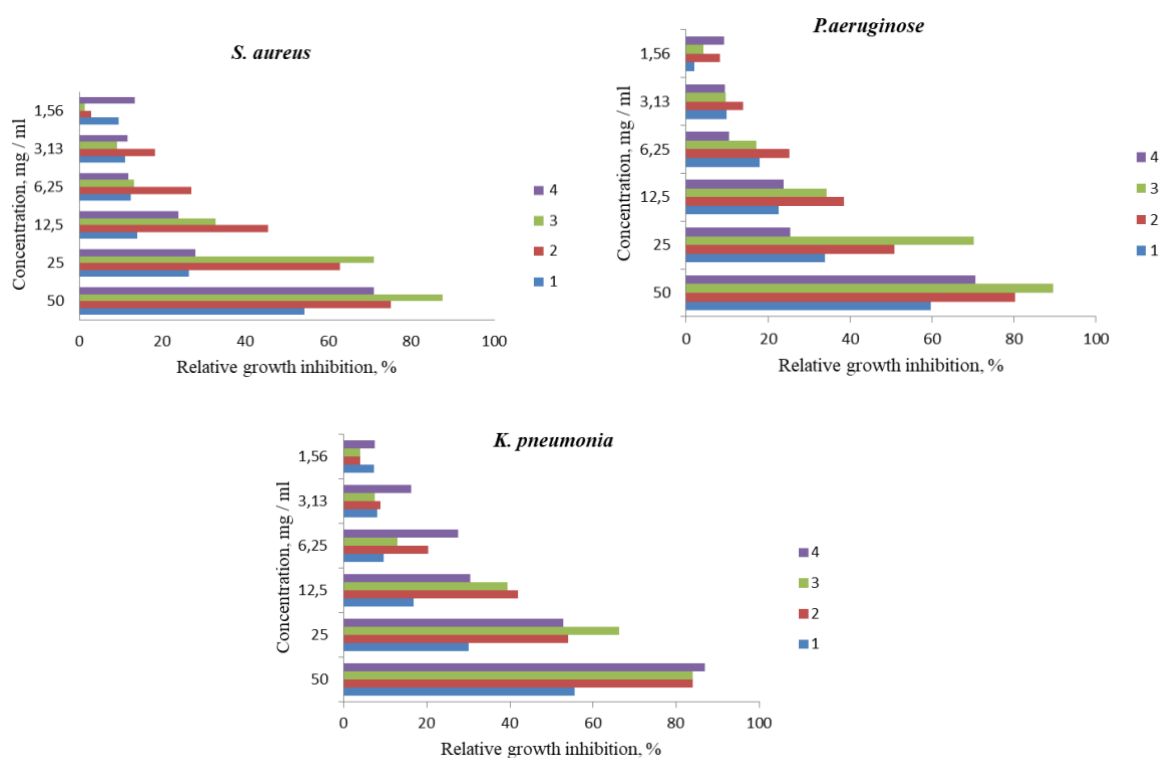 S. aureus
Concentration, mg / ml
1,56
3,13
6,25
12,5
25
50
0 20 40 60 80 100
Relative growth inhibition, %
4
3
2
1
P.aeruginose
Concentration, mg / ml
1,56
3,13
6,25
12,5
25
50
0 20 40 60 80 100
Relative growth inhibition, %
4
3
2
1
K. pneumonia
Concentration, mg / ml
1,56
3,13
6,25
12,5
25
50
0 20 40 60 80 100
Relative growth inhibition, %
4
3
2
1